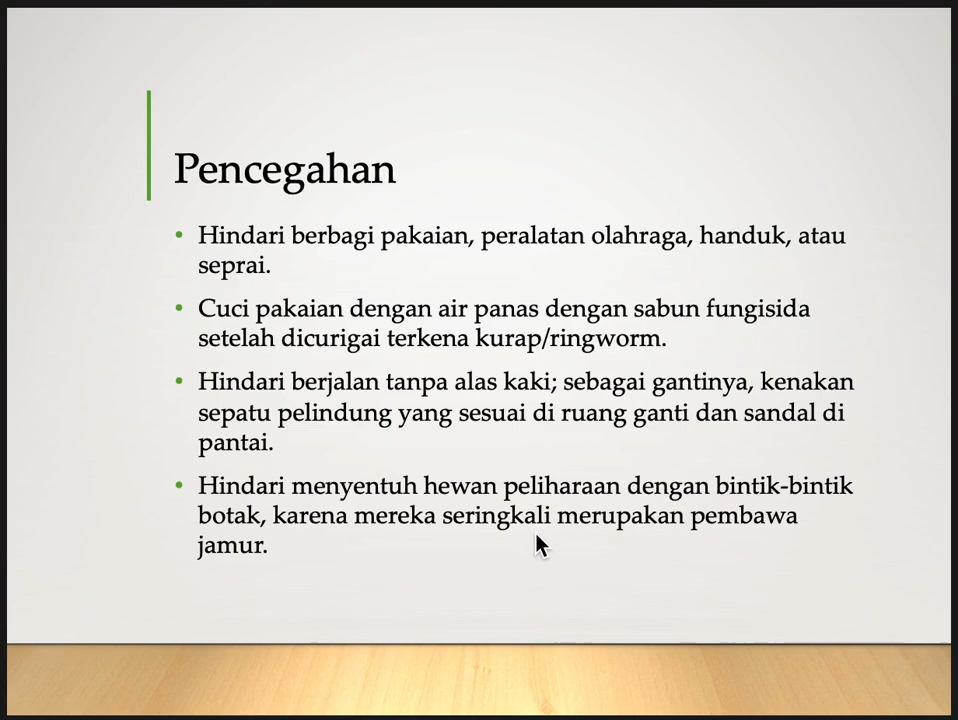 Pencegahan
• Hindari berbagi pakaian, peralatan olahraga, handuk, atau
seprai.
• Cuci pakaian dengan air panas dengan sabun fungisida
setelah dicurigai terkena kurap/ringworm.
• Hindari berjalan tanpa alas kaki; sebagai gantinya, kenakan
sepatu pelindung yang sesuai di ruang ganti dan sandal di
pantai.
• Hindari menyentuh hewan peliharaan dengan bintik-bintik
botak, karena mereka seringkali merupakan pembawa
jamur.